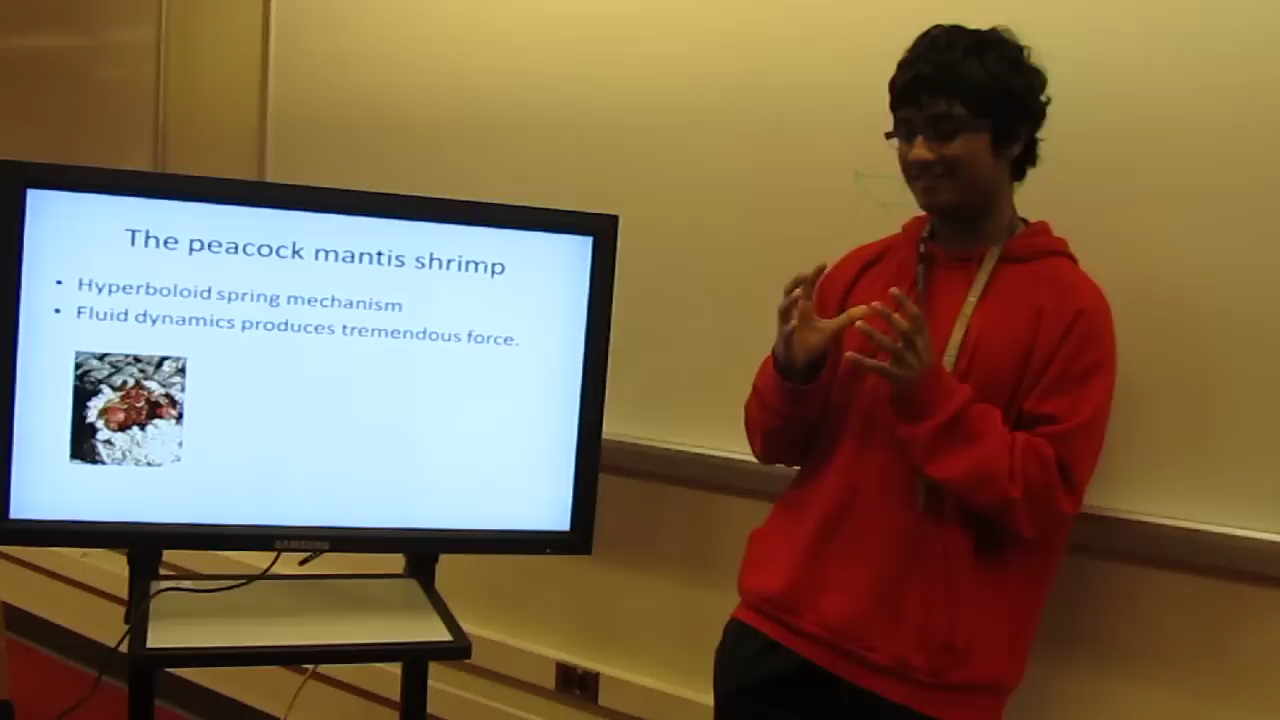 The peacock mantis shrimp
• Hyperboloid spring mechanism
• Fluid dynamics produces tremendous force.
SAMSUNG